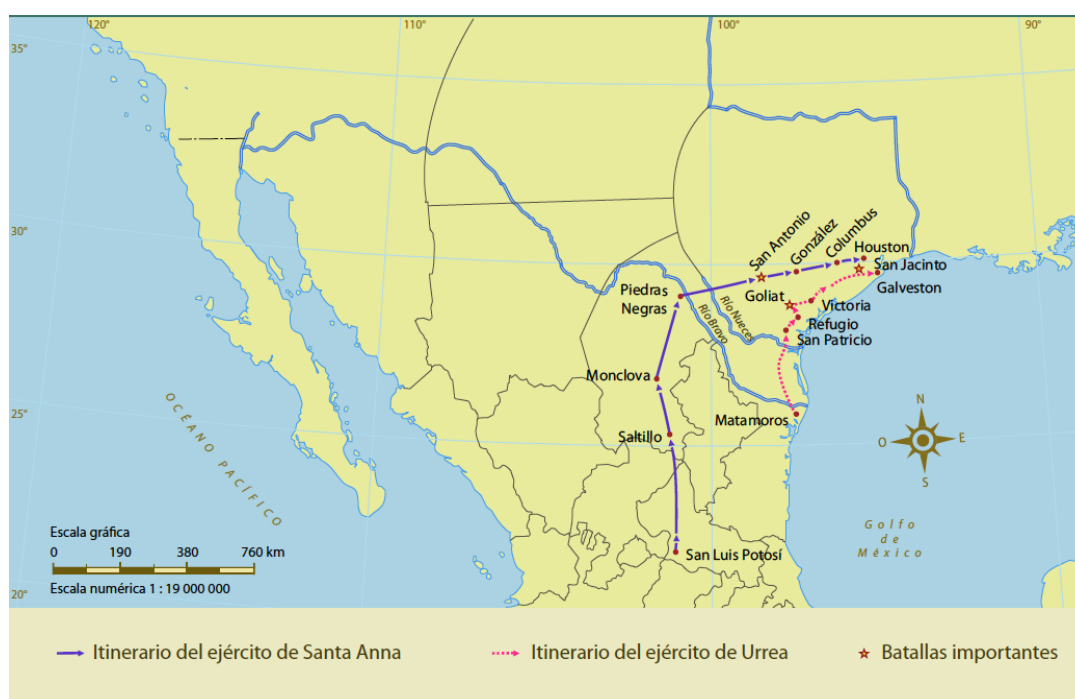 120°
110°
100°
90°
35°
30°
25°
20°
San Antonio
González
Columbus
Houston
San Jacinto
Galveston
Piedras
Negras
Goliat
Victoria
Refugio
San Patricio
Río Nueces
Río Bravo
Monclova
Matamoros
Saltillo
San Luis Potosí
OCÉANO PACÍFICO
Golfo
de
México
N
O
E
S
Escala gráfica
0 190 380 760 km
Escala numérica 1 : 19 000 000
Itinerario del ejército de Santa Anna
Itinerario del ejército de Urrea
Batallas importantes